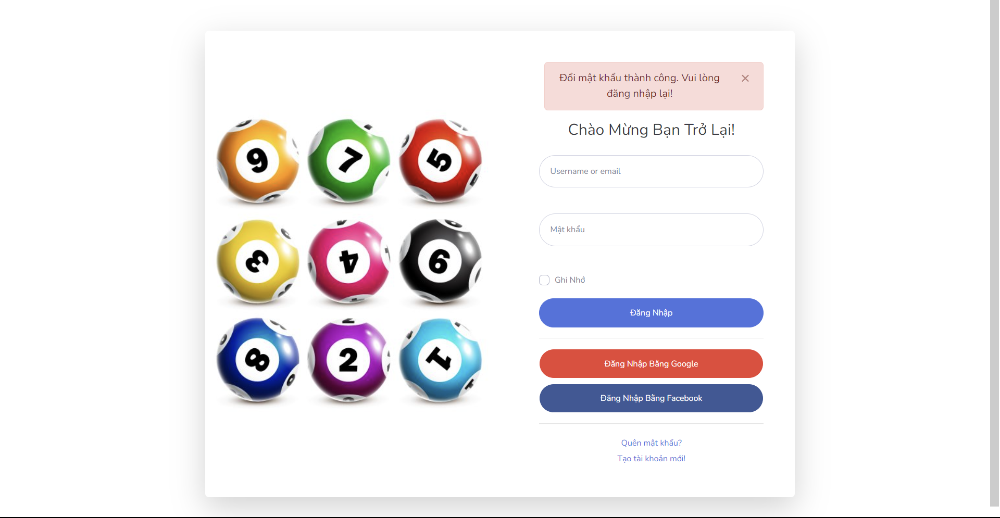 Đổi mật khẩu thành công. Vui lòng
đăng nhập lại!
×
Chào Mừng Bạn Trở Lại!
Username or email
Mật khẩu
Ghi Nhớ
Đăng Nhập
Đăng Nhập Bằng Google
Đăng Nhập Bằng Facebook
Quên mật khẩu?
Tạo tài khoản mới!
9 7 5
3 4 9
8 2 1